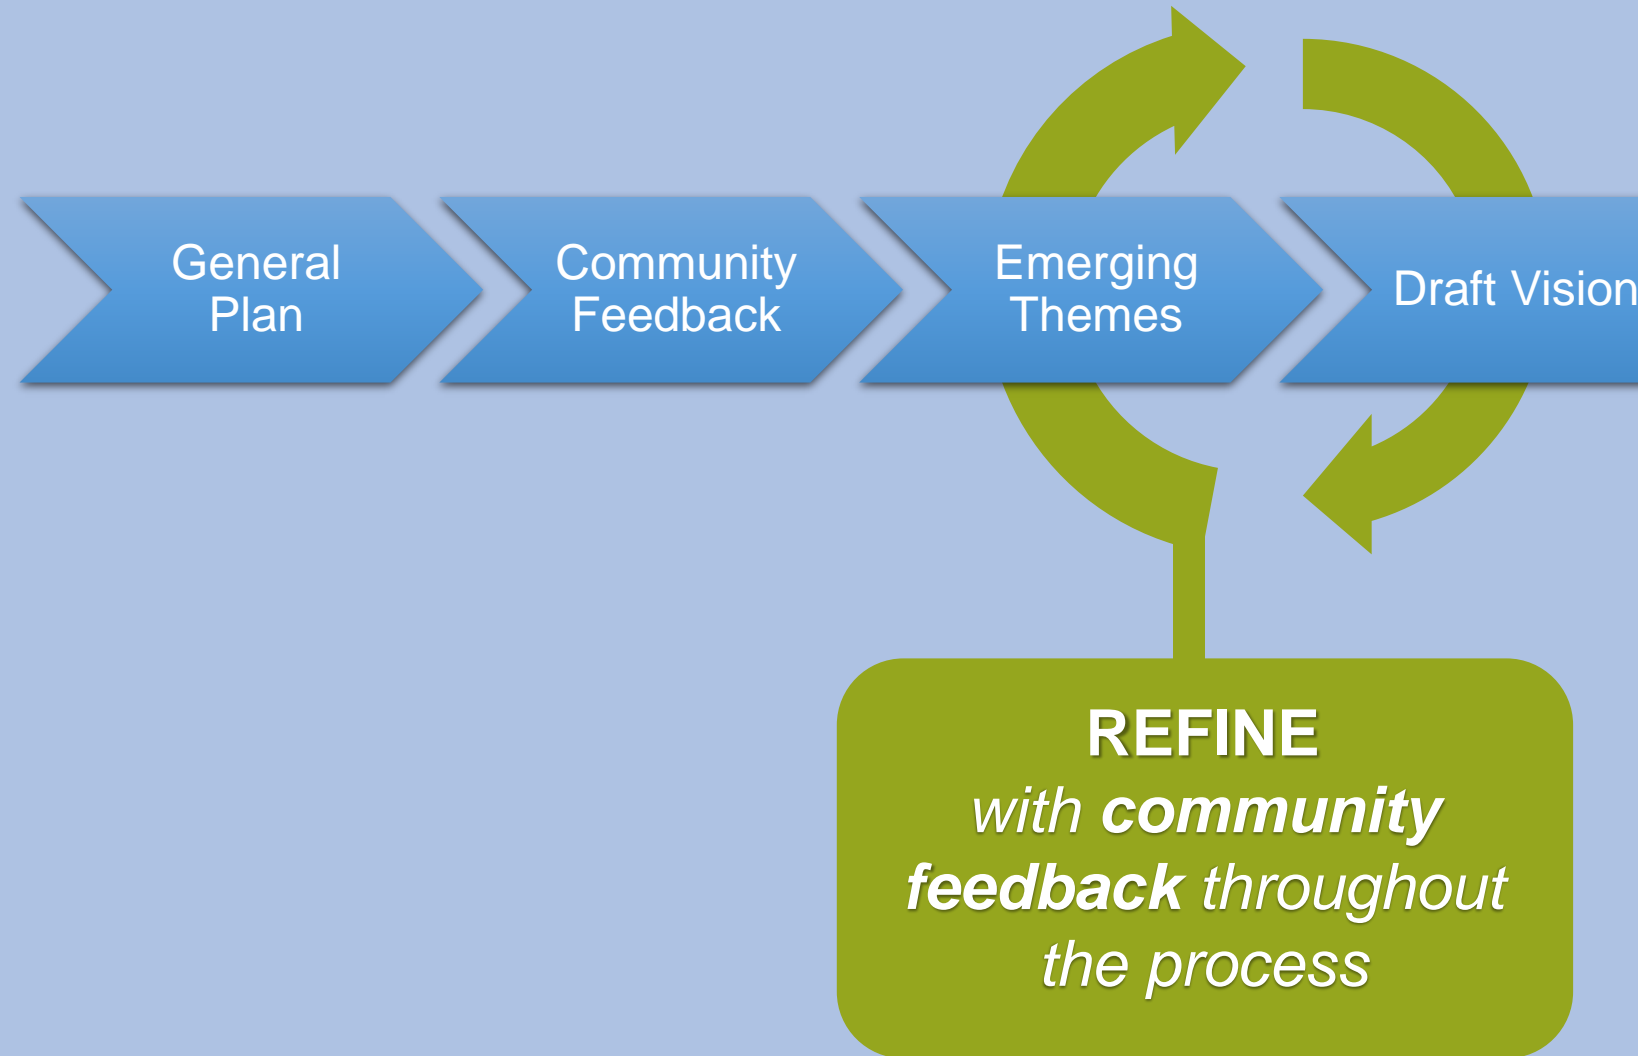 General
Plan
Community
Feedback
Emerging
Themes
Draft Vision
REFINE
with community
feedback throughout
the process